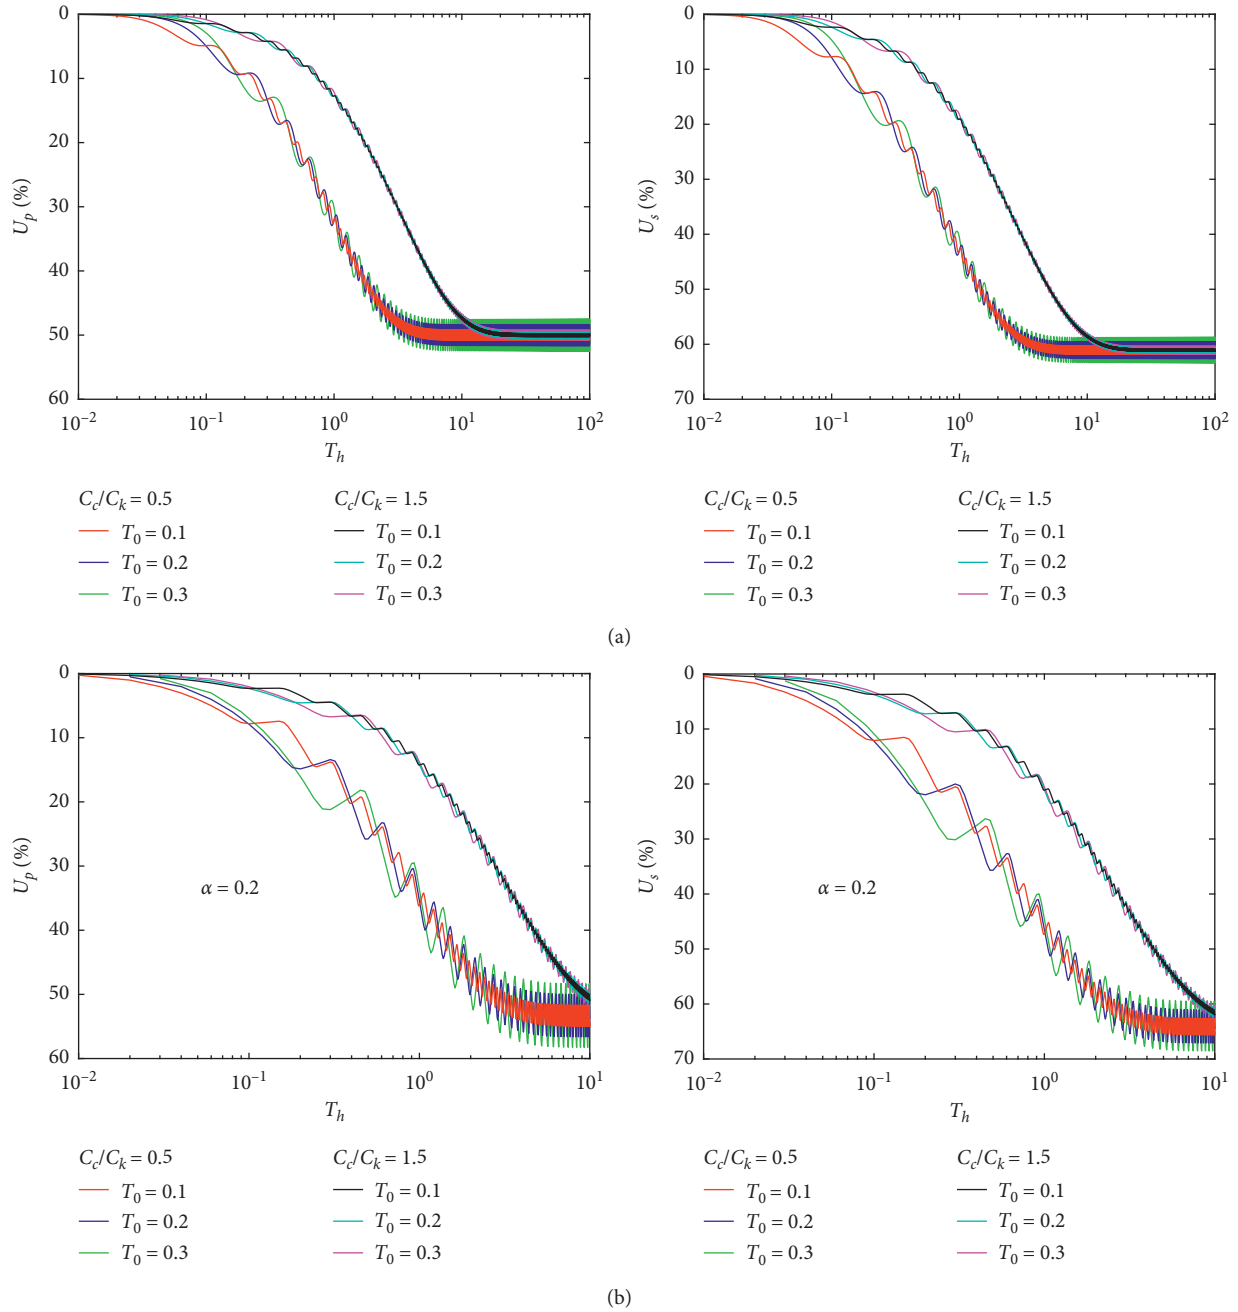 0
10
20
30
40
50
60
U_p (%)
10^−2
10^−1
10^0
10^1
10^2
T_h
C_c/C_k = 0.5
T_0 = 0.1
T_0 = 0.2
T_0 = 0.3
C_c/C_k = 1.5
T_0 = 0.1
T_0 = 0.2
T_0 = 0.3
0
10
20
30
40
50
60
70
U_s (%)
10^−2
10^−1
10^0
10^1
10^2
T_h
C_c/C_k = 0.5
T_0 = 0.1
T_0 = 0.2
T_0 = 0.3
C_c/C_k = 1.5
T_0 = 0.1
T_0 = 0.2
T_0 = 0.3
(a)
0
10
20
30
40
50
60
U_p (%)
α = 0.2
10^−2
10^−1
10^0
10^1
T_h
C_c/C_k = 0.5
T_0 = 0.1
T_0 = 0.2
T_0 = 0.3
C_c/C_k = 1.5
T_0 = 0.1
T_0 = 0.2
T_0 = 0.3
0
10
20
30
40
50
60
70
U_s (%)
α = 0.2
10^−2
10^−1
10^0
10^1
T_h
C_c/C_k = 0.5
T_0 = 0.1
T_0 = 0.2
T_0 = 0.3
C_c/C_k = 1.5
T_0 = 0.1
T_0 = 0.2
T_0 = 0.3
(b)